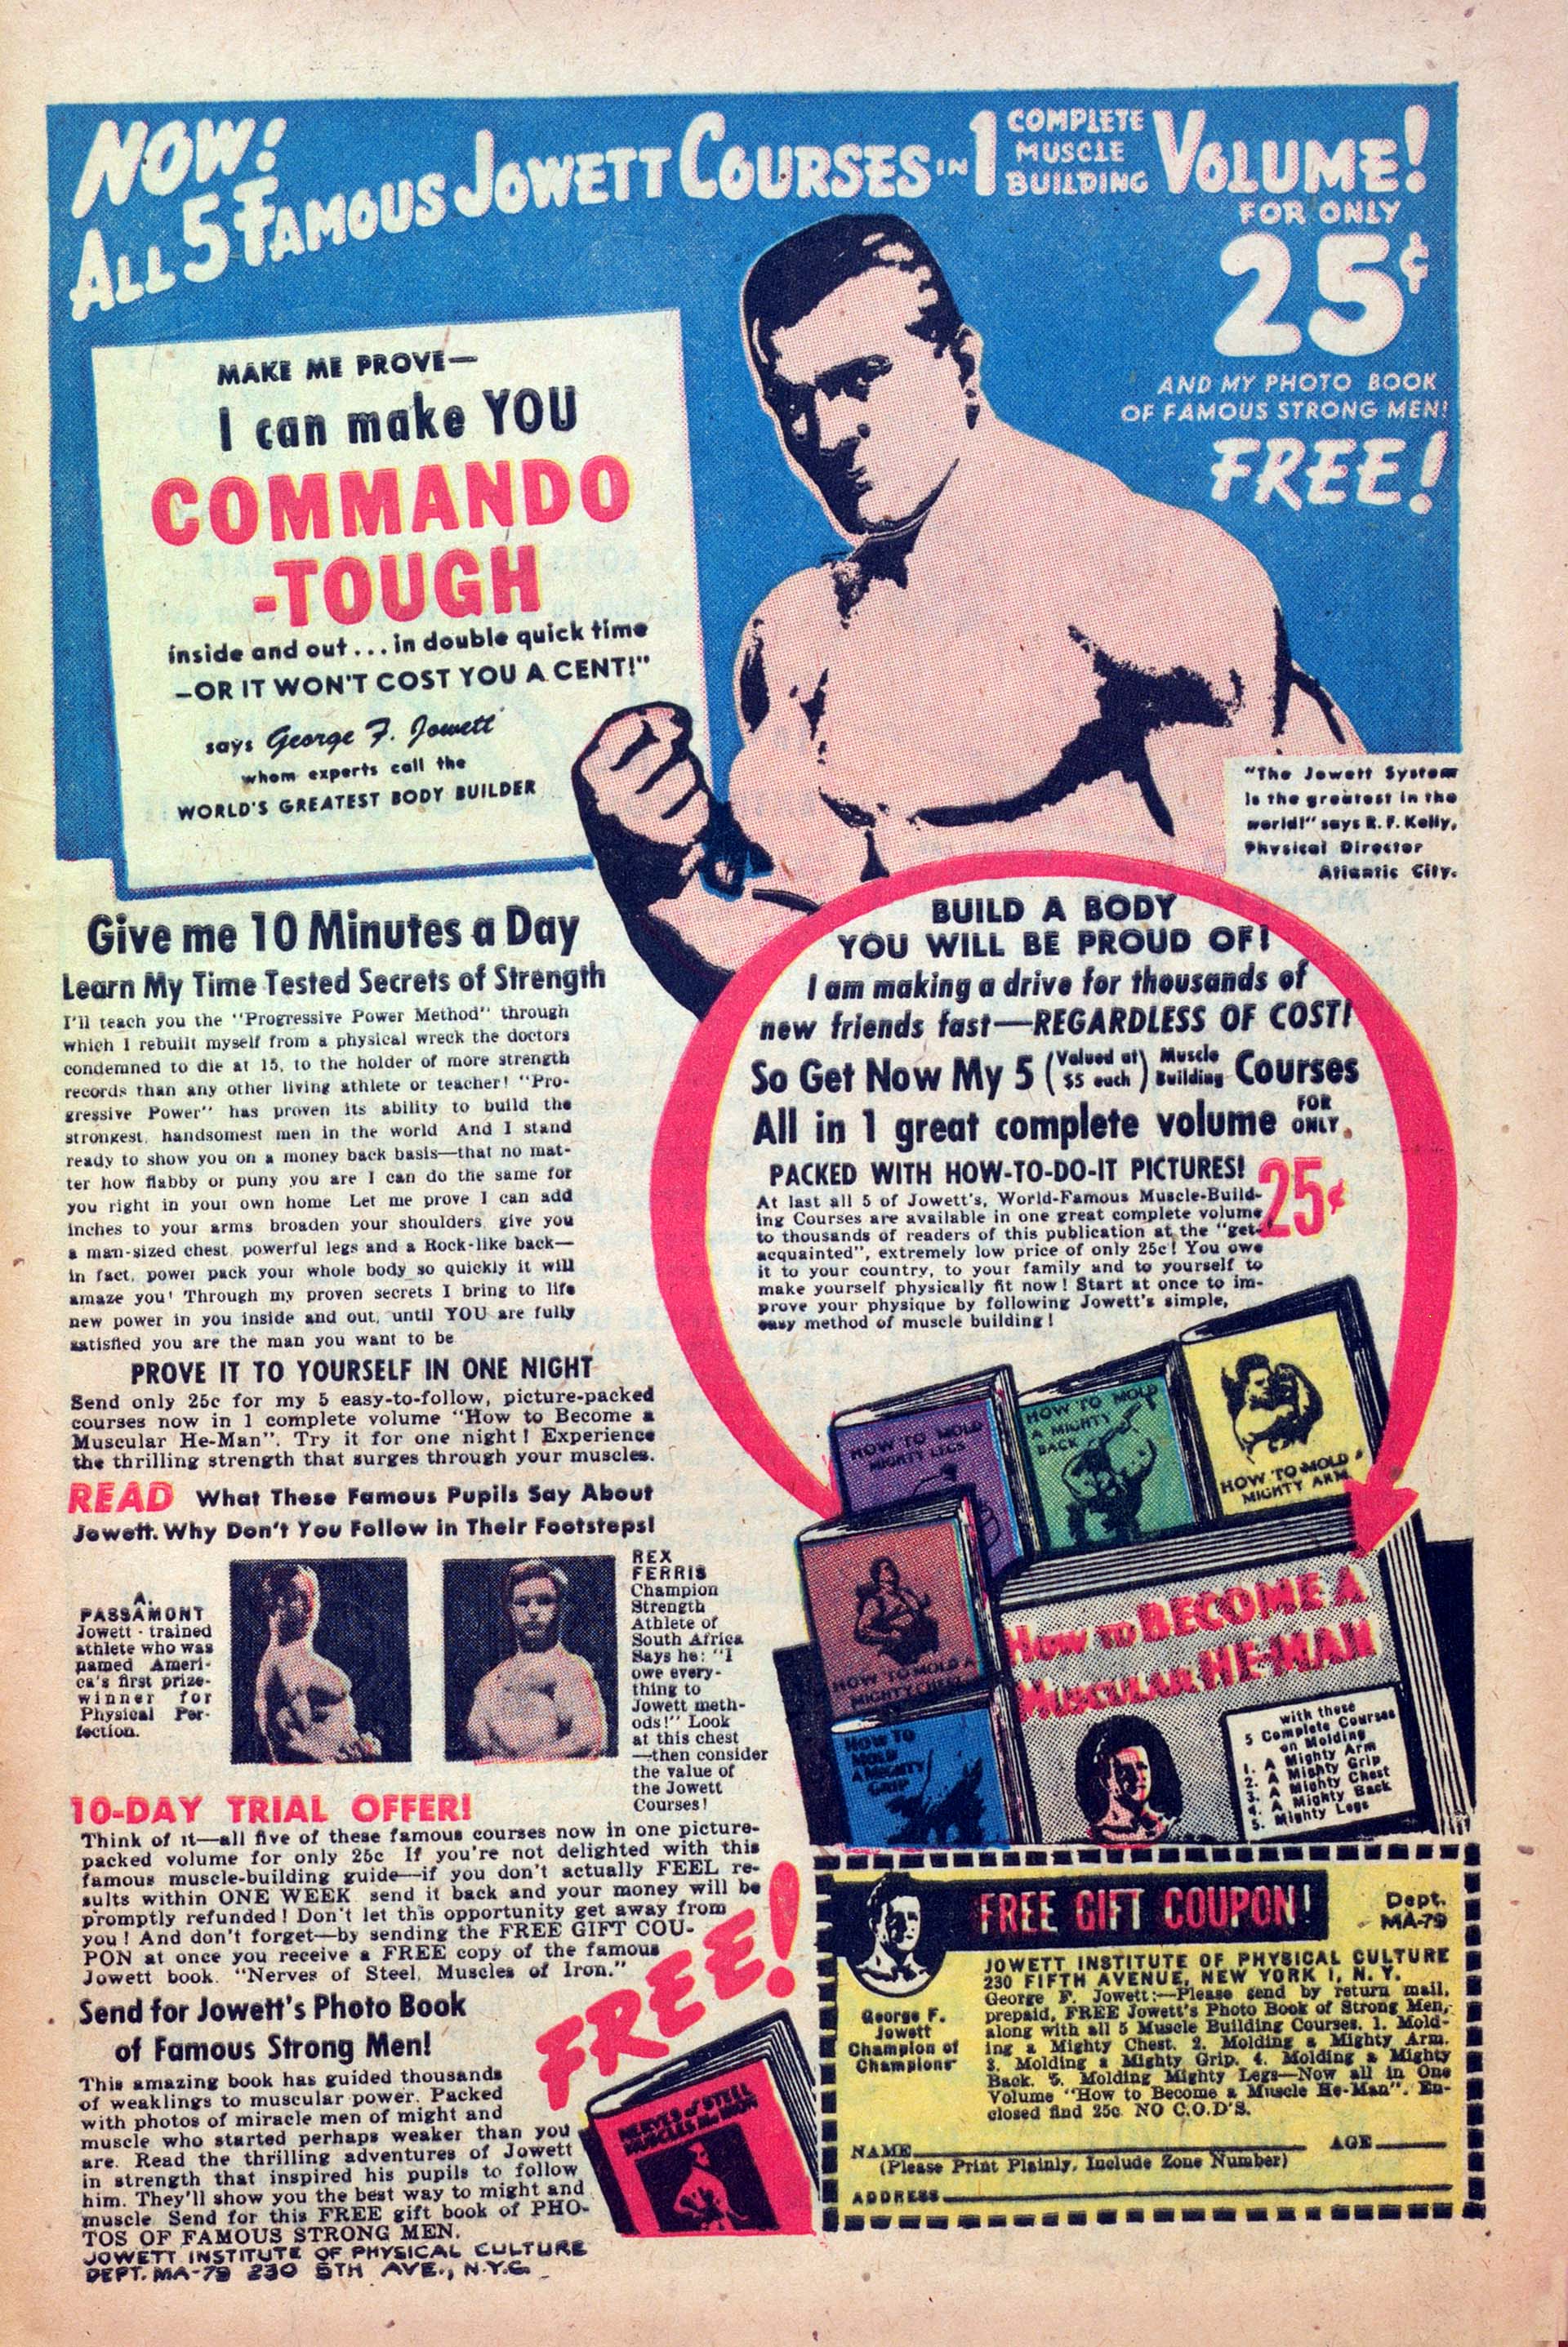 NOW!
ALL 5 FAMOUS JOWETT COURSES IN 1 COMPLETE MUSCLE BUILDING VOLUME!
FOR ONLY
25¢
AND MY PHOTO BOOK
OF FAMOUS STRONG MEN!
FREE!
MAKE ME PROVE—
I can make YOU
COMMANDO
-TOUGH
inside and out...in double quick time
—OR IT WON'T COST YOU A CENT!"
says George F. Jowett
whom experts call the
WORLD'S GREATEST BODY BUILDER
"The Jowett System
is the greatest in the
world!" says R. F. Kelly,
Physical Director
Atlantic City.
Give me 10 Minutes a Day
Learn My Time Tested Secrets of Strength
I'll teach you the "Progressive Power Method" through
which I rebuilt myself from a physical wreck the doctors
condemned to die at 15, to the holder of more strength
records than any other living athlete or teacher! "Pro-
gressive Power" has proven its ability to build the
strongest, handsomest men in the world And I stand
ready to show you on a money back basis—that no mat-
ter how flabby or puny you are I can do the same for
you right in your own home Let me prove I can add
inches to your arms broaden your shoulders give you
a man-sized chest powerful legs and a Rock-like back—
in fact, power pack your whole body so quickly it will
amaze you! Through my proven secrets I bring to life
new power in you inside and out, until YOU are fully
satisfied you are the man you want to be
PROVE IT TO YOURSELF IN ONE NIGHT
Send only 25c for my 5 easy-to-follow, picture-packed
courses now in 1 complete volume "How to Become a
Muscular He-Man". Try it for one night! Experience
the thrilling strength that surges through your muscles.
READ What These Famous Pupils Say About
Jowett. Why Don't You Follow in Their Footsteps!
A.
PASSAMONT
Jowett - trained
athlete who was
named Ameri-
ca's first prize-
winner for
Physical Per-
fection.
REX
FERRIS
Champion
Strength
Athlete of
South Africa
Says he: "I
owe every-
thing to
Jowett meth-
ods!" Look
at this chest
—then consider
the value of
the Jowett
Courses!
10-DAY TRIAL OFFER!
Think of it—all five of these famous courses now in one picture-
packed volume for only 25c If you're not delighted with this
famous muscle-building guide—if you don't actually FEEL re-
sults within ONE WEEK send it back and your money will be
promptly refunded! Don't let this opportunity get away from
you! And don't forget—by sending the FREE GIFT COU-
PON at once you receive a FREE copy of the famous
Jowett book. "Nerves of Steel, Muscles of Iron."
Send for Jowett's Photo Book
of Famous Strong Men!
This amazing book has guided thousands
of weaklings to muscular power. Packed
with photos of miracle men of might and
muscle who started perhaps weaker than you
are. Read the thrilling adventures of Jowett
in strength that inspired his pupils to follow
him. They'll show you the best way to might and
muscle Send for this FREE gift book of PHO-
TOS OF FAMOUS STRONG MEN.
JOWETT INSTITUTE OF PHYSICAL CULTURE
DEPT. MA-79 230 5TH AVE., N.Y.C.
FREE!
NERVES of STEEL
MUSCLES like IRON
BUILD A BODY
YOU WILL BE PROUD OF!
I am making a drive for thousands of
new friends fast—REGARDLESS OF COST!
So Get Now My 5 (Valued at $5 each) Muscle Building Courses
All in 1 great complete volume FOR ONLY
PACKED WITH HOW-TO-DO-IT PICTURES! 25¢
At last all 5 of Jowett's, World-Famous Muscle-Build-
ing Courses are available in one great complete volume
to thousands of readers of this publication at the "get-
acquainted", extremely low price of only 25c! You owe
it to your country, to your family and to yourself to
make yourself physically fit now! Start at once to im-
prove your physique by following Jowett's simple,
easy method of muscle building!
HOW TO MOLD
MIGHTY LEGS
HOW TO MOLD
A MIGHTY
BACK
HOW TO MOLD A
MIGHTY ARM
HOW TO MOLD A
MIGHTY CHEST
HOW TO
MOLD
A MIGHTY
GRIP
HOW TO BECOME A
MUSCULAR HE-MAN
with these
5 Complete Courses
on Molding
1. A Mighty Arm
2. A Mighty Grip
3. A Mighty Chest
4. A Mighty Back
5. Mighty Legs
FREE GIFT COUPON!
Dept.
MA-79
George F.
Jowett
Champion of
Champions
JOWETT INSTITUTE OF PHYSICAL CULTURE
230 FIFTH AVENUE, NEW YORK 1, N. Y.
George F. Jowett:—Please send by return mail,
prepaid, FREE Jowett's Photo Book of Strong Men,
along with all 5 Muscle Building Courses. 1. Mold-
ing a Mighty Chest. 2. Molding a Mighty Arm.
3. Molding a Mighty Grip. 4. Molding a Mighty
Back. 5. Molding Mighty Legs—Now all in One
Volume "How to Become a Muscle He-Man". En-
closed find 25c NO C.O.D'S.
NAME AGE
(Please Print Plainly, Include Zone Number)
ADDRESS